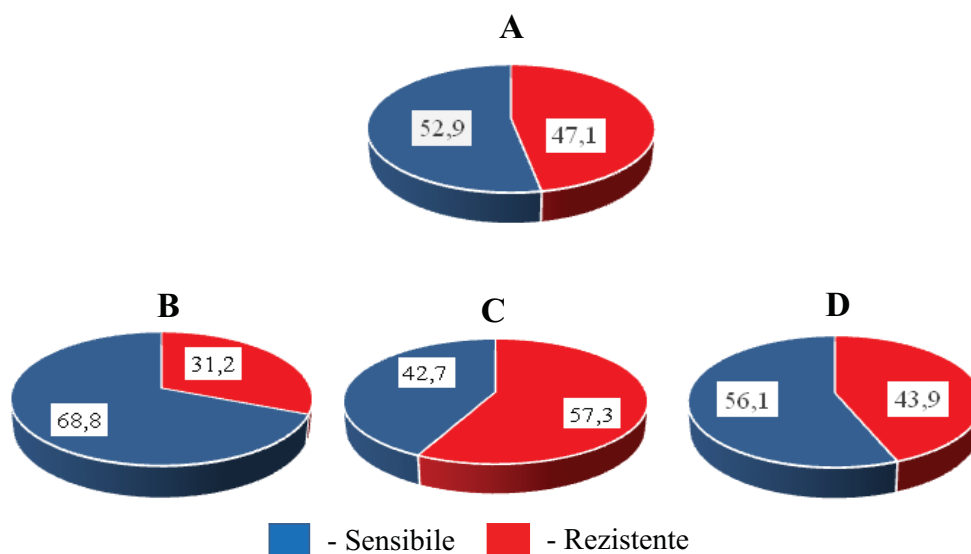 A
52,9
47,1
B
C
D
31,2
68,8
42,7
57,3
56,1
43,9
- Sensibile - Rezistente